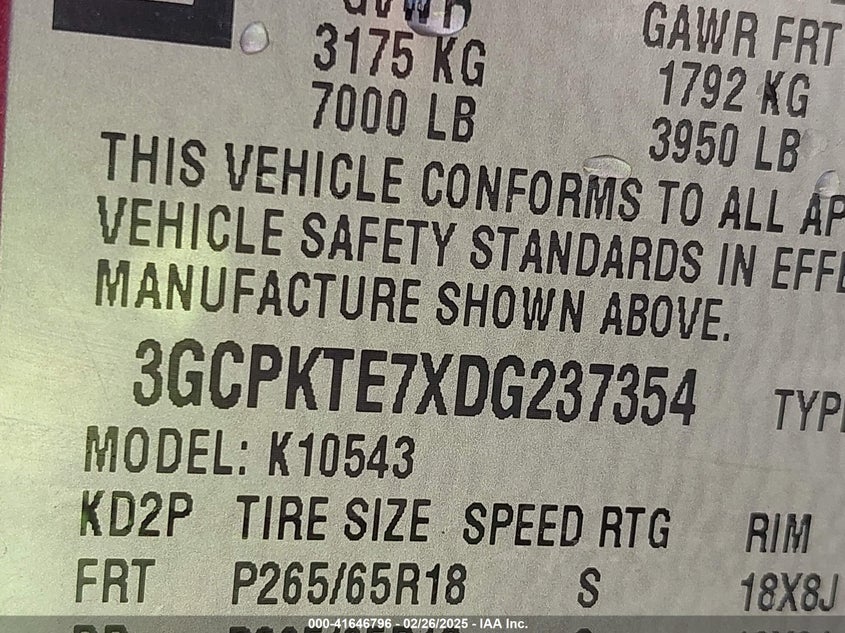 GVWR
3175 KG
7000 LB
GAWR FRT
1792 KG
3950 LB
THIS VEHICLE CONFORMS TO ALL AP
VEHICLE SAFETY STANDARDS IN EFFE
MANUFACTURE SHOWN ABOVE.
3GCPKTE7XDG237354 TYP
MODEL: K10543
KD2P TIRE SIZE SPEED RTG RIM
FRT P265/65R18 S 18X8J
000-41646796 - 02/26/2025 - IAA Inc.